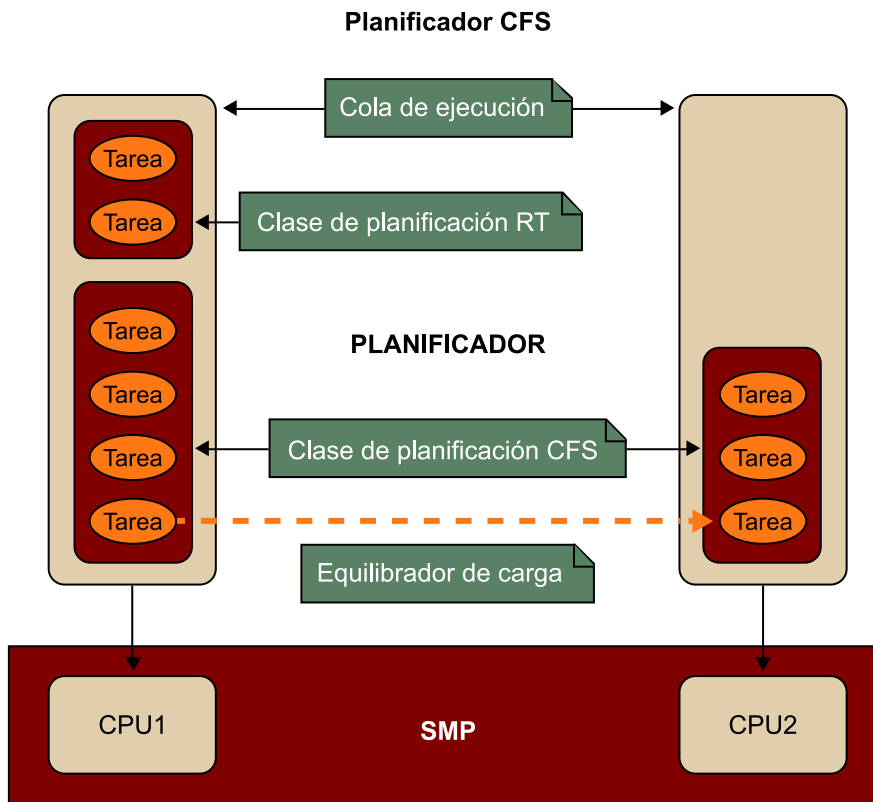 Planificador CFS
Cola de ejecución
Tarea
Tarea
Clase de planificación RT
Tarea
PLANIFICADOR
Tarea
Tarea
Tarea
Clase de planificación CFS
Tarea
Tarea
Tarea
Equilibrador de carga
CPU1
SMP
CPU2